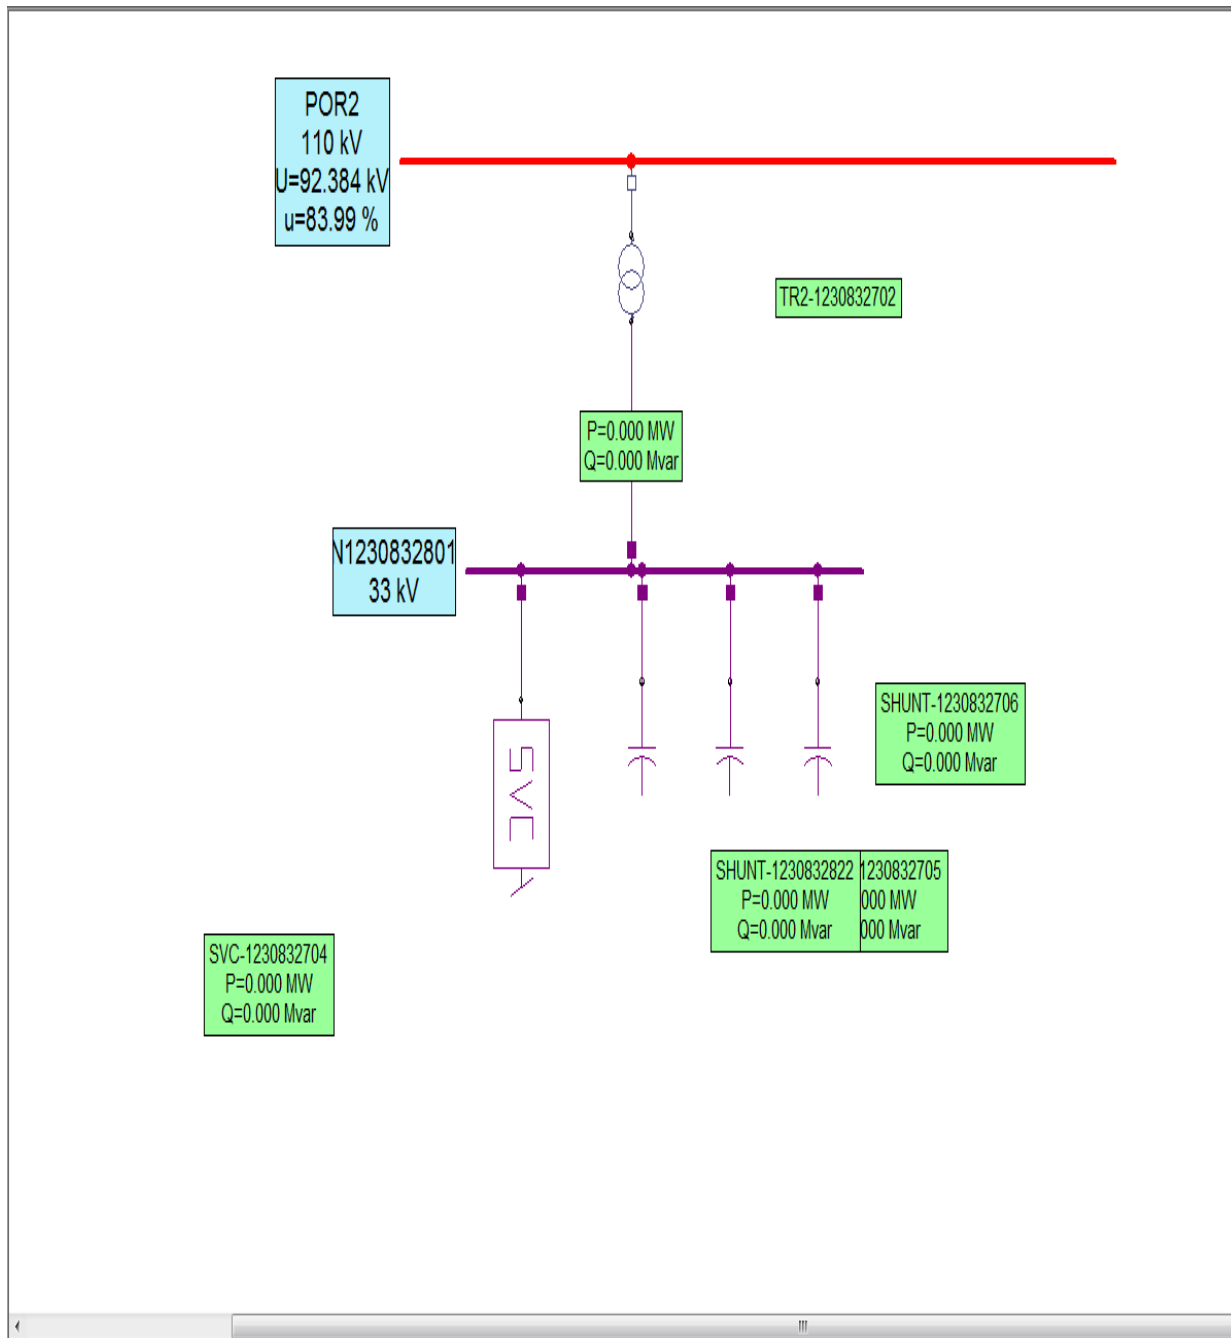 POR2
110 kV
U=92.384 kV
u=83.99 %
TR2-1230832702
P=0.000 MW
Q=0.000 Mvar
N1230832801
33 kV
SHUNT-1230832706
P=0.000 MW
Q=0.000 Mvar
SVC
SHUNT-1230832822
P=0.000 MW
Q=0.000 Mvar
1230832705
000 MW
000 Mvar
SVC-1230832704
P=0.000 MW
Q=0.000 Mvar